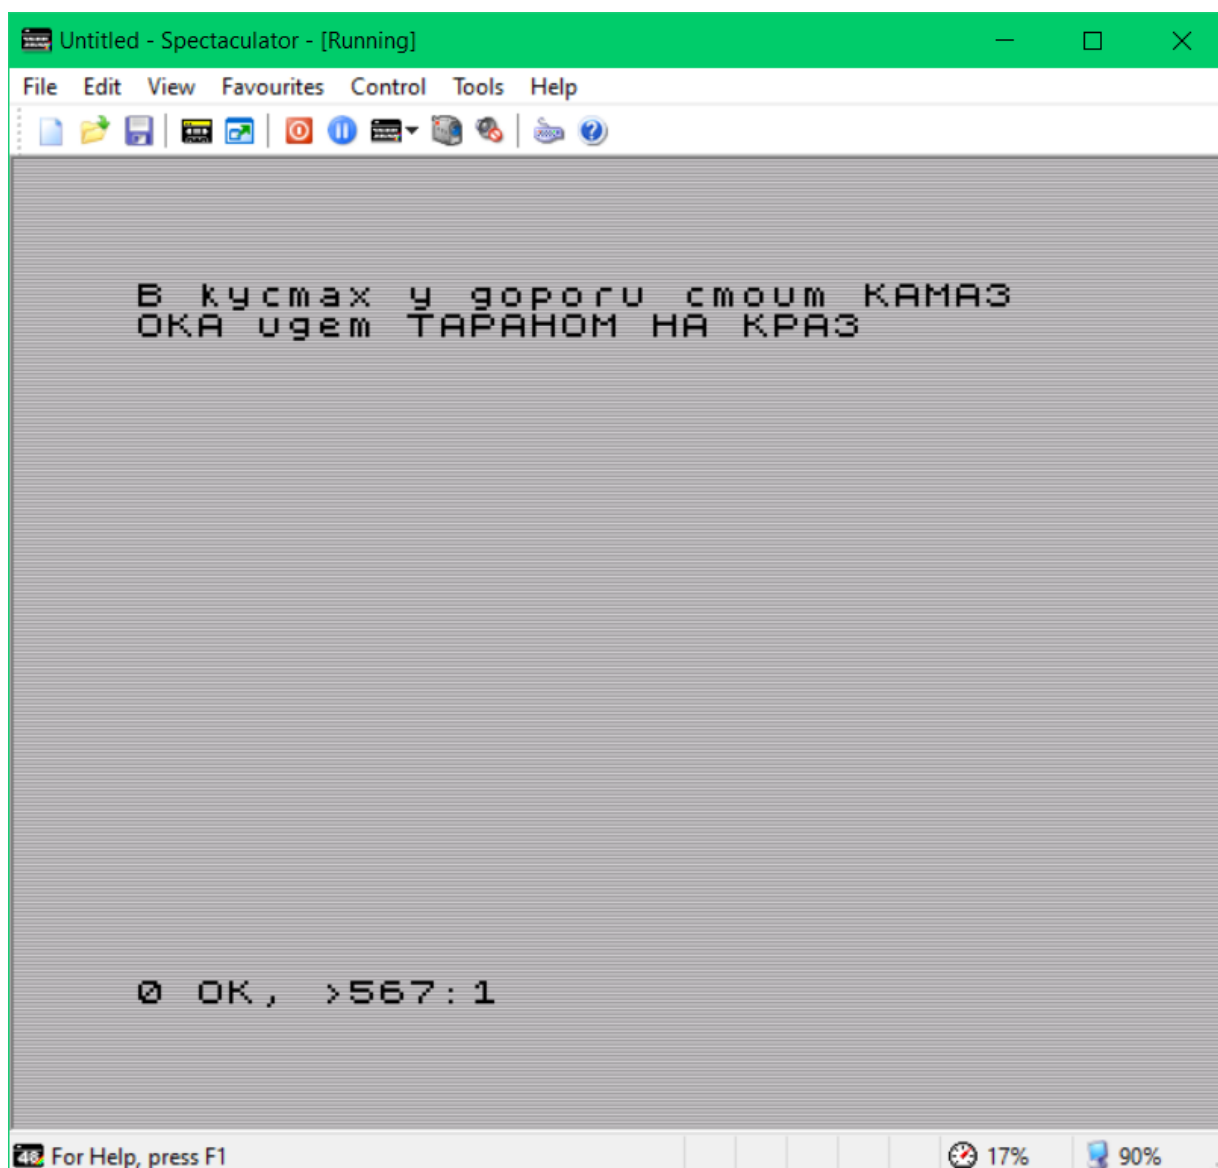 Untitled - Spectaculator - [Running]
File Edit View Favourites Control Tools Help
В кустах у дороги стоит КАМАЗ
ОКА идет ТАРАНОМ НА КРАЗ
0 OK, >567:1
48 For Help, press F1 17% 90%